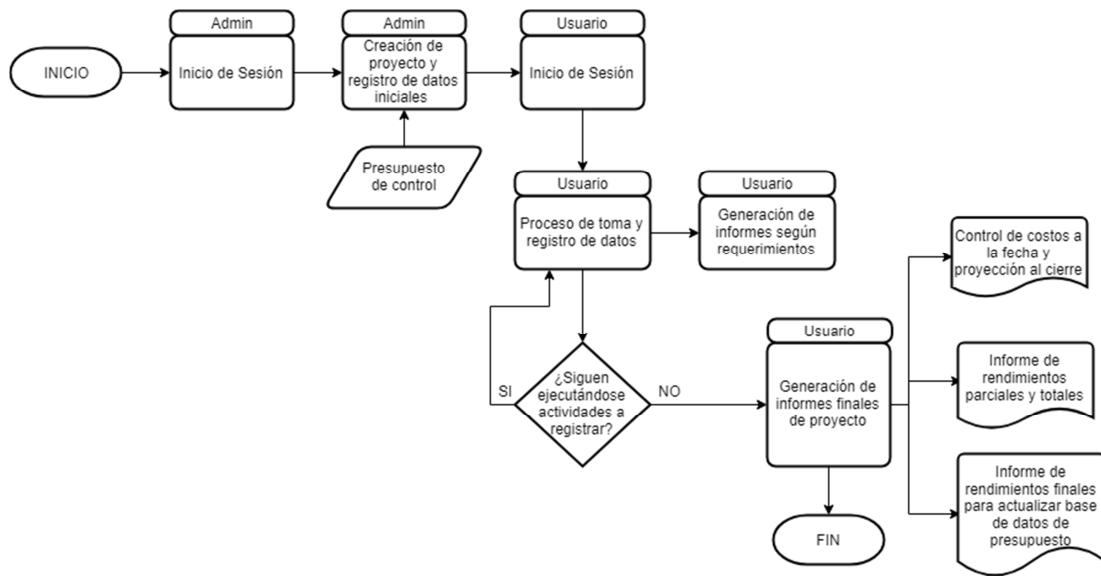 Admin
Admin
Usuario
INICIO
Inicio de Sesión
Creación de
proyecto y
registro de datos
iniciales
Inicio de Sesión
Presupuesto
de control
Usuario
Usuario
Proceso de toma y
registro de datos
Generación de
informes según
requerimientos
Control de costos a
la fecha y
proyección al cierre
Usuario
¿Siguen
ejecutándose
actividades a
registrar?
SI
NO
Generación de
informes finales
de proyecto
Informe de
rendimientos
parciales y totales
Informe de
rendimientos finales
para actualizar base
de datos de
presupuesto
FIN